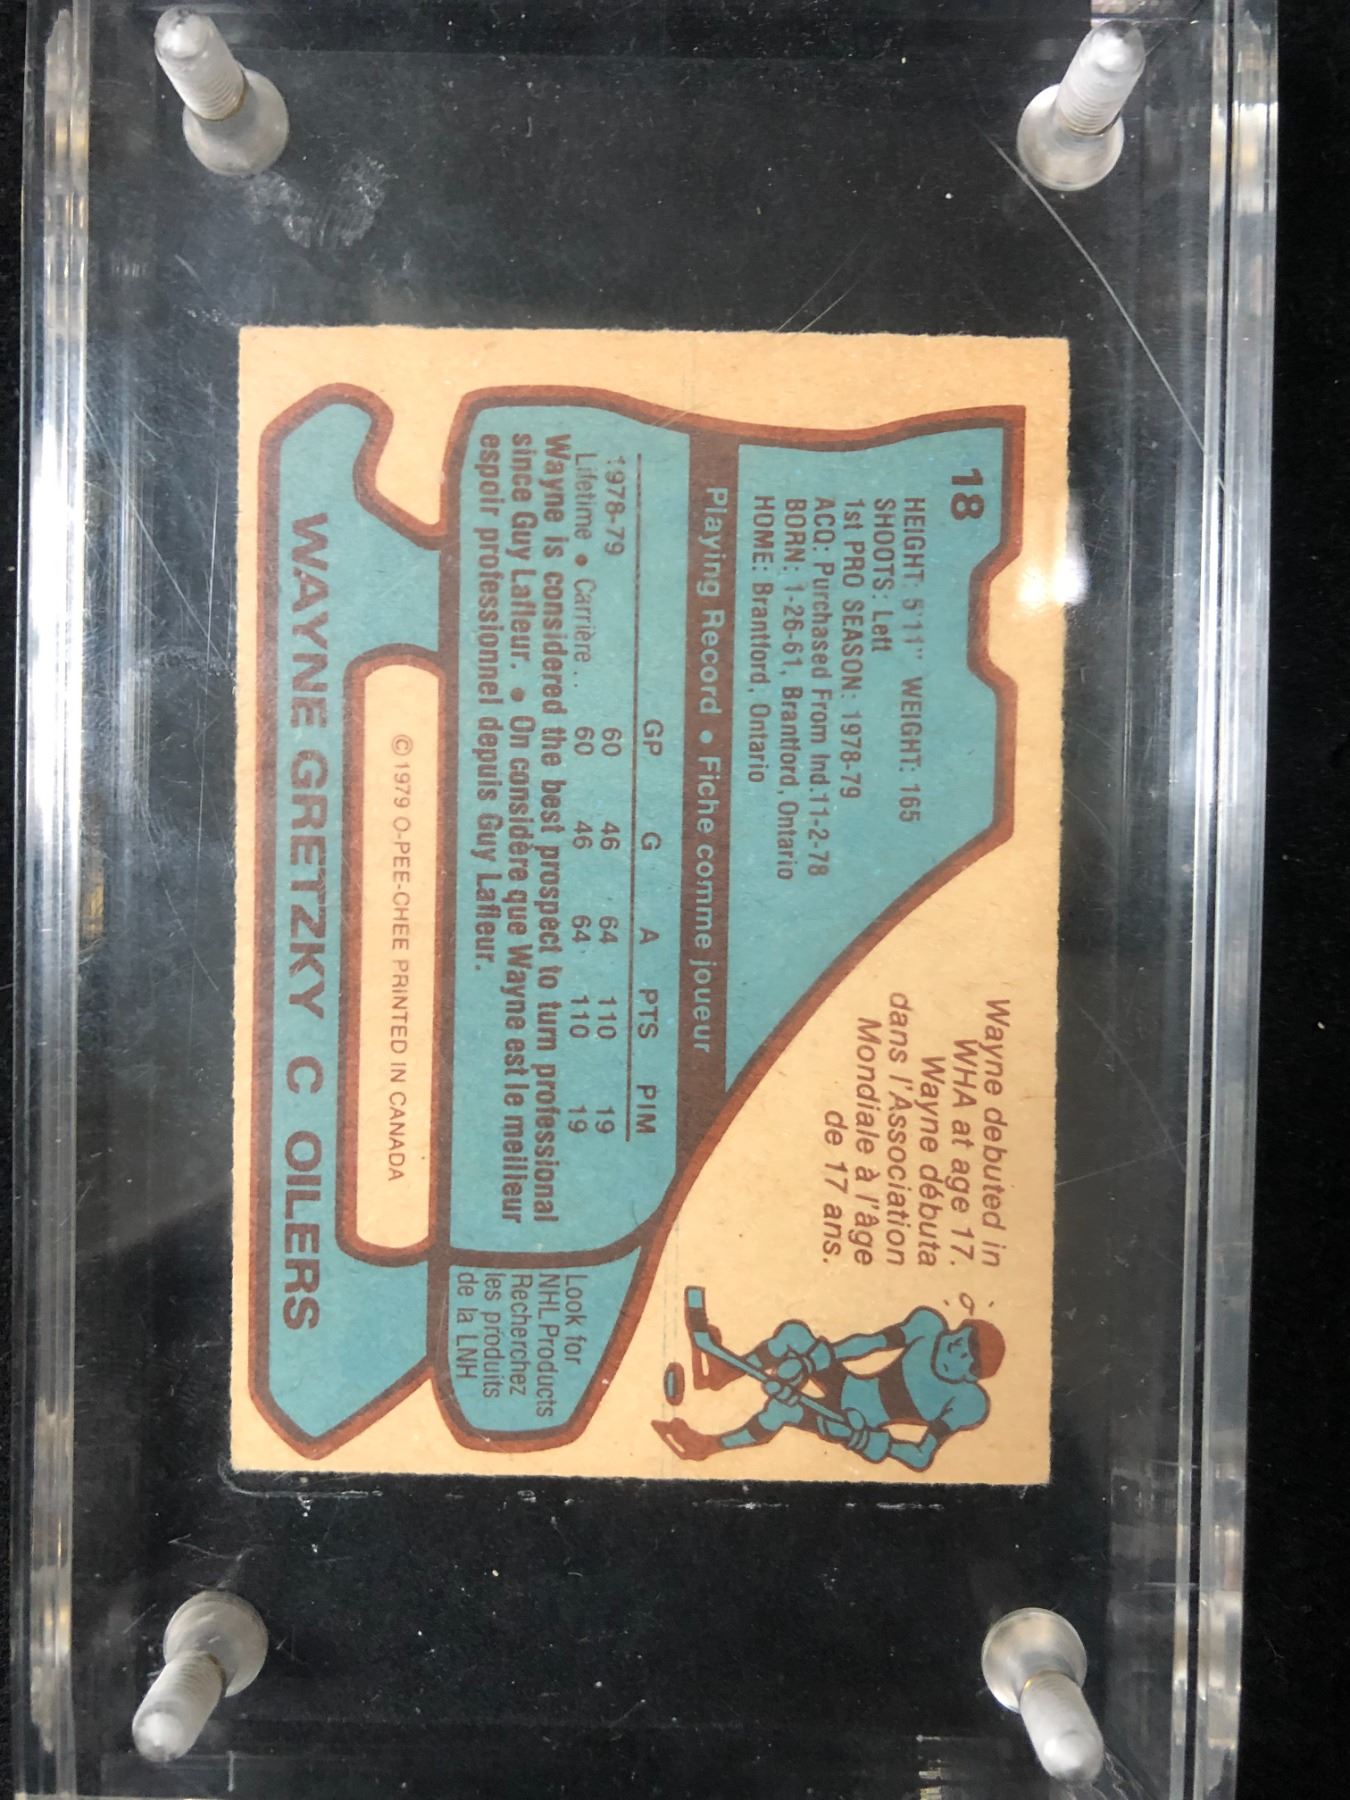 18
HEIGHT: 5'11" WEIGHT: 165
SHOOTS: Left
1st PRO SEASON: 1978-79
ACQ: Purchased From Ind.11-2-78
BORN: 1-26-61, Brantford, Ontario
HOME: Brantford, Ontario
Wayne debuted in
WHA at age 17.
Wayne débuta
dans l'Association
Mondiale à l'âge
de 17 ans.
Playing Record • Fiche comme joueur
GP G A PTS PIM
1978-79 60 46 64 110 19
Lifetime • Carrière . . 60 46 64 110 19
Wayne is considered the best prospect to turn professional
since Guy Lafleur. • On considère que Wayne est le meilleur
espoir professionnel depuis Guy Lafleur.
Look for
NHL Products
Recherchez
les produits
de la LNH
©1979 O-PEE-CHEE PRINTED IN CANADA
WAYNE GRETZKY C OILERS